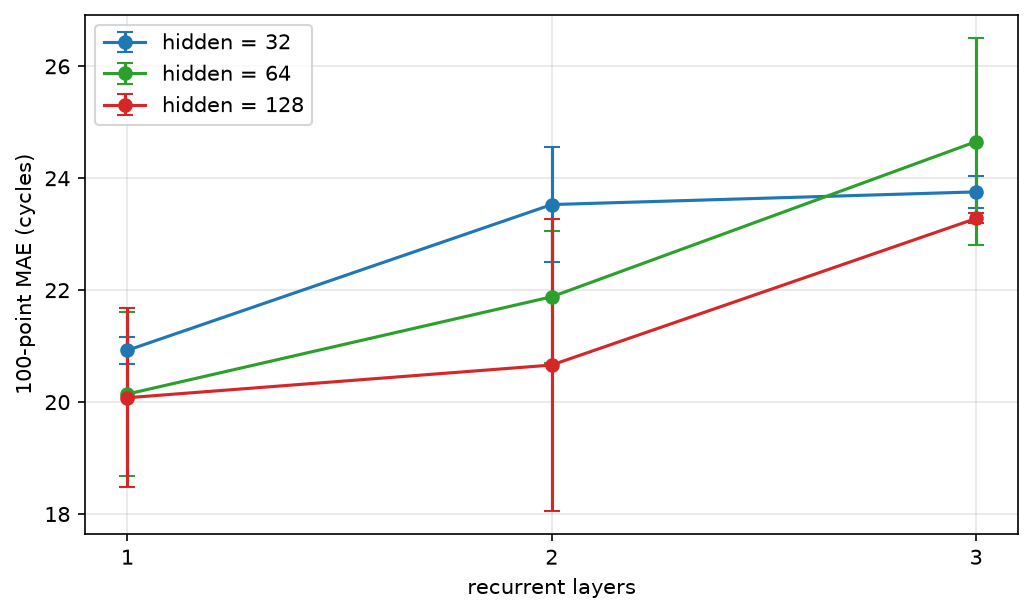 hidden = 32
hidden = 64
hidden = 128
100-point MAE (cycles)
26
24
22
20
18
1
2
3
recurrent layers